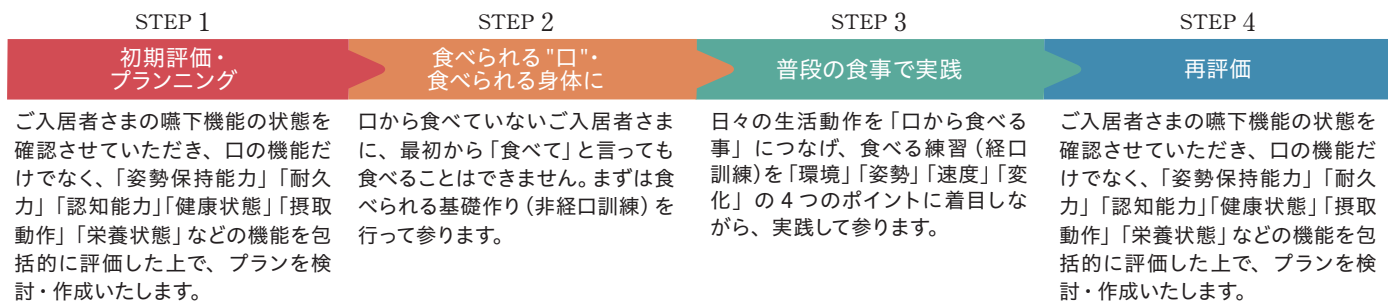 STEP 1
初期評価・
プランニング
ご入居者さまの嚥下機能の状態を
確認させていただき、口の機能だ
けでなく、「姿勢保持能力」「耐久
力」「認知能力」「健康状態」「摂取
動作」「栄養状態」などの機能を包
括的に評価した上で、プランを検
討・作成いたします。
STEP 2
食べられる "口"・
食べられる身体に
口から食べていないご入居者さま
に、最初から「食べて」と言っても
食べることはできません。まずは食
べられる基礎作り（非経口訓練）を
行って参ります。
STEP 3
普段の食事で実践
日々の生活動作を「口から食べる
事」につなげ、食べる練習（経口
訓練）を「環境」「姿勢」「速度」「変
化」の4つのポイントに着目しな
がら、実践して参ります。
STEP 4
再評価
ご入居者さまの嚥下機能の状態を
確認させていただき、口の機能だ
けでなく、「姿勢保持能力」「耐久
力」「認知能力」「健康状態」「摂取
動作」「栄養状態」などの機能を包
括的に評価した上で、プランを検
討・作成いたします。